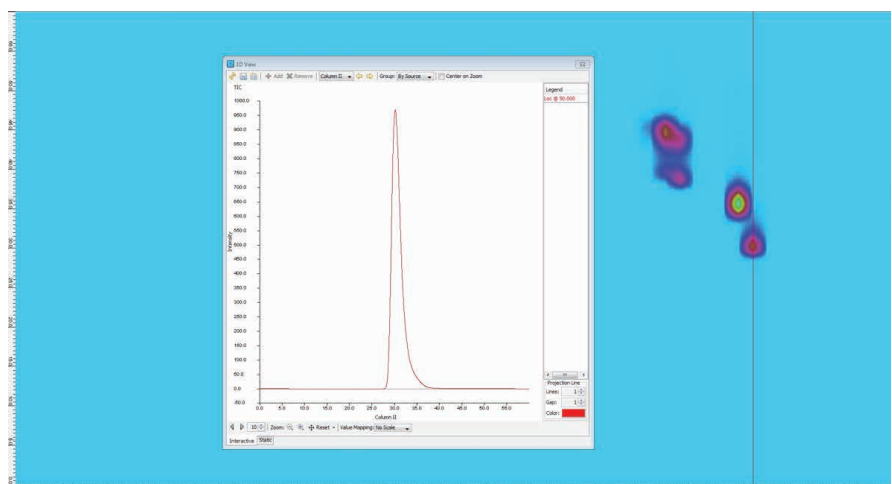 1D View
Add Remove Column II Group: By Source Center on Zoom
TIC
Legend
Loc @ 50.000
1000.0
950.0
900.0
850.0
800.0
750.0
700.0
650.0
600.0
550.0
500.0
450.0
400.0
350.0
300.0
250.0
200.0
150.0
100.0
50.0
0.0
-50.0
Intensity
0.0 5.0 10.0 15.0 20.0 25.0 30.0 35.0 40.0 45.0 50.0 55.0
Column II
Projection Line
Lines: 1
Gap: 1
Color:
10 Zoom: Reset Value Mapping: No Scale
Interactive Static